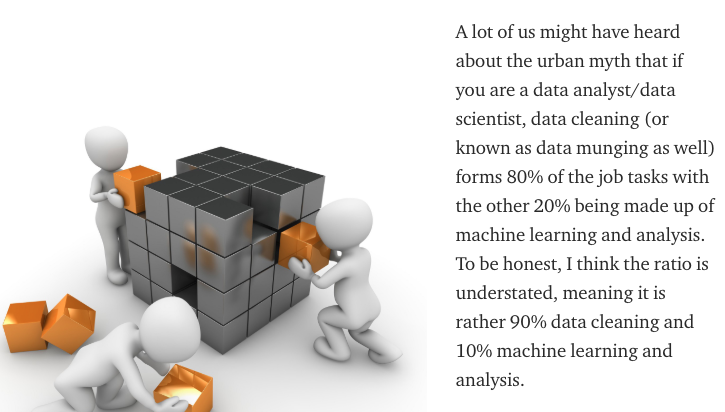 A lot of us might have heard
about the urban myth that if
you are a data analyst/data
scientist, data cleaning (or
known as data munging as well)
forms 80% of the job tasks with
the other 20% being made up of
machine learning and analysis.
To be honest, I think the ratio is
understated, meaning it is
rather 90% data cleaning and
10% machine learning and
analysis.